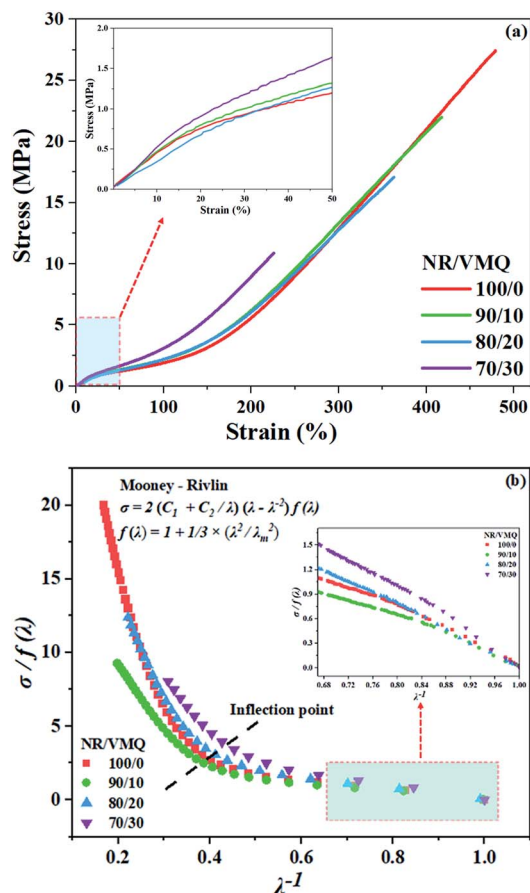 (a)
30
25
20
15
10
5
0
Stress (MPa)
2.0
1.5
1.0
0.5
0.0
Stress (MPa)
0 10 20 30 40 50
Strain (%)
NR/VMQ
100/0
90/10
80/20
70/30
0 100 200 300 400 500
Strain (%)
(b)
20
15
10
5
0
σ / f (λ)
Mooney - Rivlin
σ = 2 (C₁ + C₂ / λ) (λ - λ⁻²) f (λ)
f (λ) = 1 + 1/3 × (λ² / λₘ²)
NR/VMQ
100/0
90/10
80/20
70/30
1.5
1.2
0.9
0.6
0.3
0.0
σ / f (λ)
0.68 0.72 0.76 0.80 0.84 0.88 0.92 0.96 1.00
λ⁻¹
Inflection point
NR/VMQ
100/0
90/10
80/20
70/30
0.2 0.4 0.6 0.8 1.0
λ⁻¹